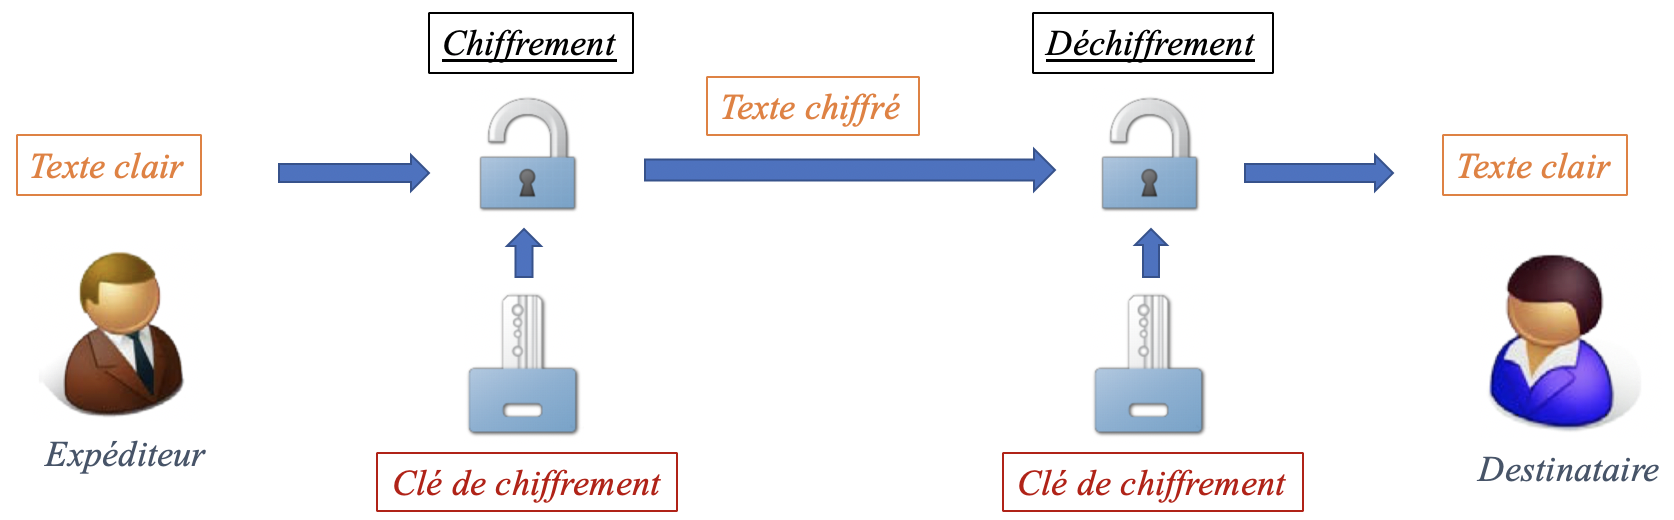 Chiffrement
Déchiffrement
Texte chiffré
Texte clair
Texte clair
Expéditeur
Destinataire
Clé de chiffrement
Clé de chiffrement